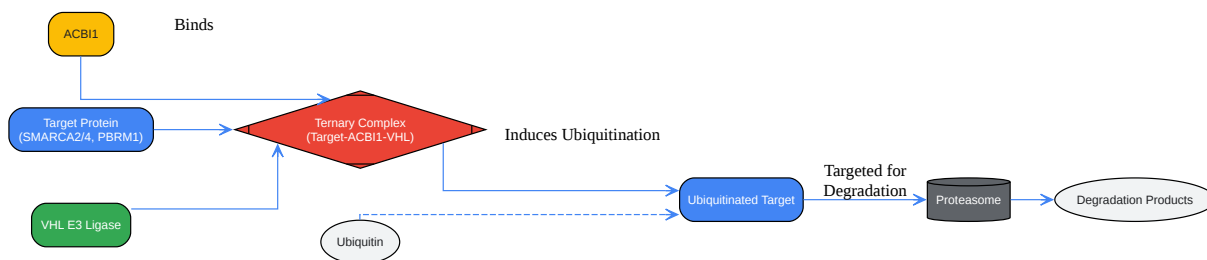 ACBI1
Binds
Target Protein
(SMARCA2/4, PBRM1)
Ternary Complex
(Target-ACBI1-VHL)
Induces Ubiquitination
VHL E3 Ligase
Ubiquitin
Ubiquitinated Target
Targeted for
Degradation
Proteasome
Degradation Products